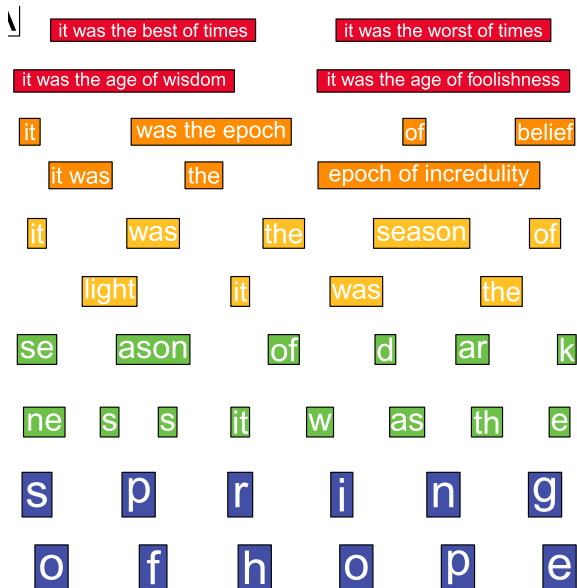 it was the best of times it was the worst of times
it was the age of wisdom it was the age of foolishness
it was the epoch of belief
it was the epoch of incredulity
it was the season of
light it was the
se ason of d ar k
ne s s it w as th e
s p r i n g
o f h o p e